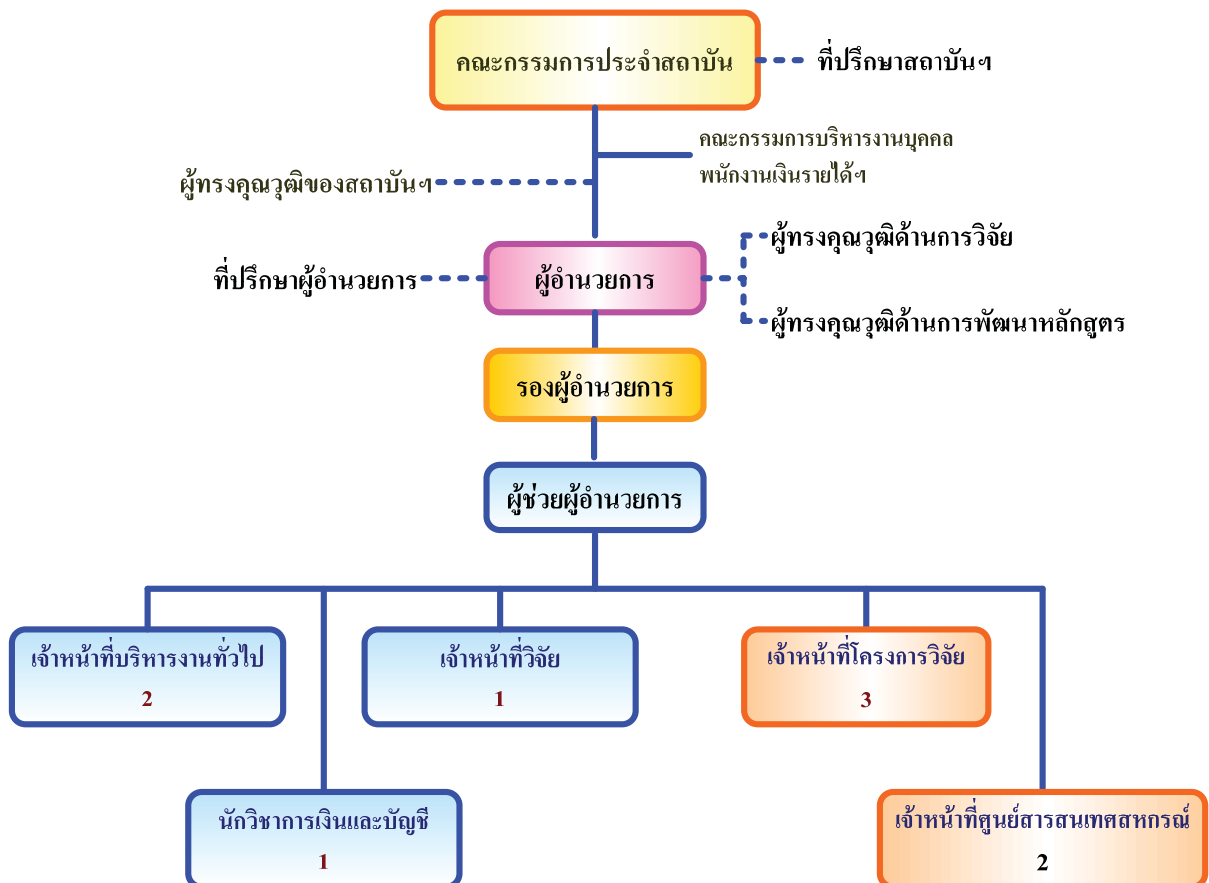 คณะกรรมการประจำสถาบัน
ที่ปรึกษาสถาบันฯ
คณะกรรมการบริหารงานบุคคล
พนักงานเงินรายได้ฯ
ผู้ทรงคุณวุฒิของสถาบันฯ
ผู้ทรงคุณวุฒิด้านการวิจัย
ที่ปรึกษาผู้อำนวยการ
ผู้อำนวยการ
ผู้ทรงคุณวุฒิด้านการพัฒนาหลักสูตร
รองผู้อำนวยการ
ผู้ช่วยผู้อำนวยการ
เจ้าหน้าที่บริหารงานทั่วไป
2
เจ้าหน้าที่วิจัย
1
เจ้าหน้าที่โครงการวิจัย
3
นักวิชาการเงินและบัญชี
1
เจ้าหน้าที่ศูนย์สารสนเทศสหกรณ์
2